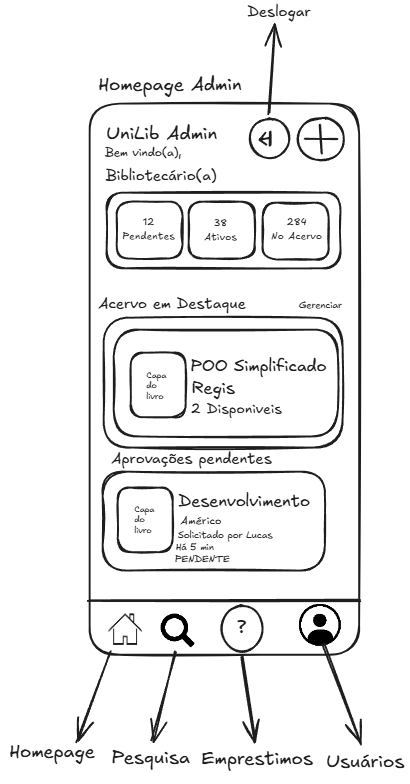 Deslogar
Homepage Admin
UniLib Admin
Bem vindo(a),
Bibliotecário(a)
12
Pendentes
38
Ativos
284
No Acervo
Acervo em Destaque
Gerenciar
Capa
do
livro
POO Simplificado
Regis
2 Disponiveis
Aprovações pendentes
Capa
do
livro
Desenvolvimento
Américo
Solicitado por Lucas
Há 5 min
PENDENTE
?
Homepage
Pesquisa
Emprestimos
Usuários